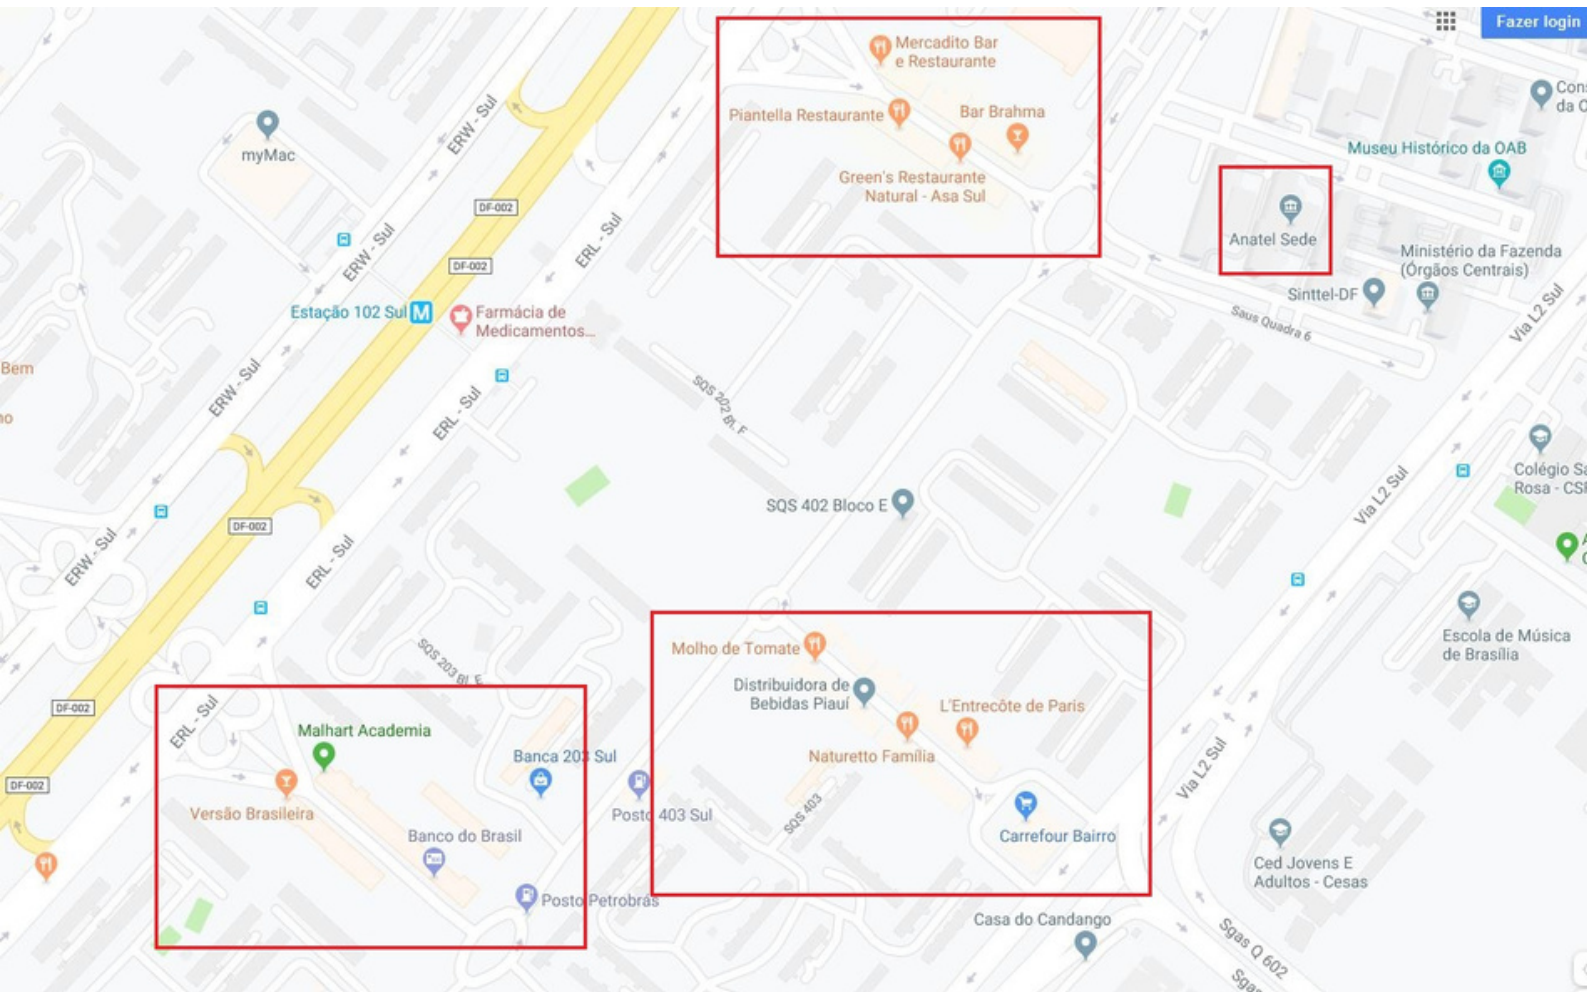 Fazer login
Mercadito Bar
e Restaurante
Piantella Restaurante
Bar Brahma
Green's Restaurante
Natural - Asa Sul
Museu Histórico da OAB
Anatel Sede
Ministério da Fazenda
(Órgãos Centrais)
Sinttel-DF
Saus Quadra 6
Via L2 Sul
myMac
ERW - Sul
DF-002
ERW - Sul
ERL - Sul
DF-002
Estação 102 Sul
M
Farmácia de
Medicamentos...
Bem
ERW - Sul
ERL - Sul
SQS 202 Bl. F
Colégio
Rosa -
Via L2 Sul
SQS 402 Bloco E
DF-002
ERW - Sul
ERL - Sul
Escola de Música
de Brasília
SQS 203 Bl. E
Molho de Tomate
Distribuidora de
Bebidas Piauí
L'Entrecôte de Paris
Naturetto Família
DF-002
ERL - Sul
Malhart Academia
Banca 203 Sul
Via L2 Sul
DF-002
Versão Brasileira
Posto 403 Sul
SQS 403
Banco do Brasil
Carrefour Bairro
Ced Jovens E
Adultos - Cesas
Posto Petrobras
Casa do Candango
Sgas Q 602
Sgas